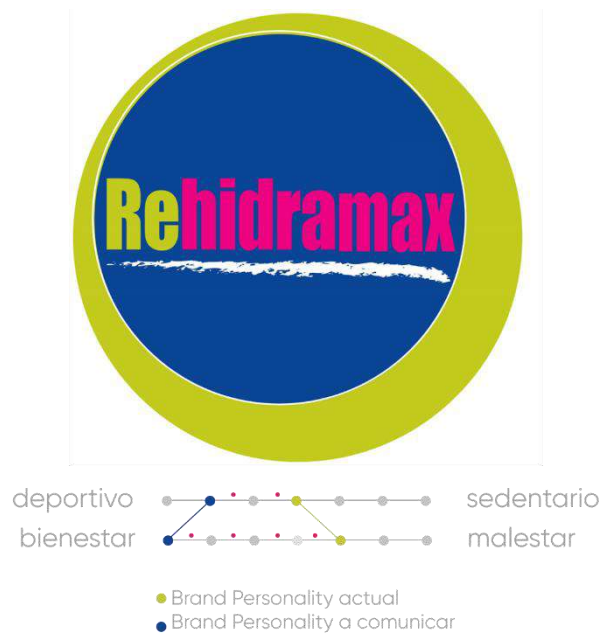 Rehidramax
deportivo sedentario
bienestar malestar
Brand Personality actual
Brand Personality a comunicar